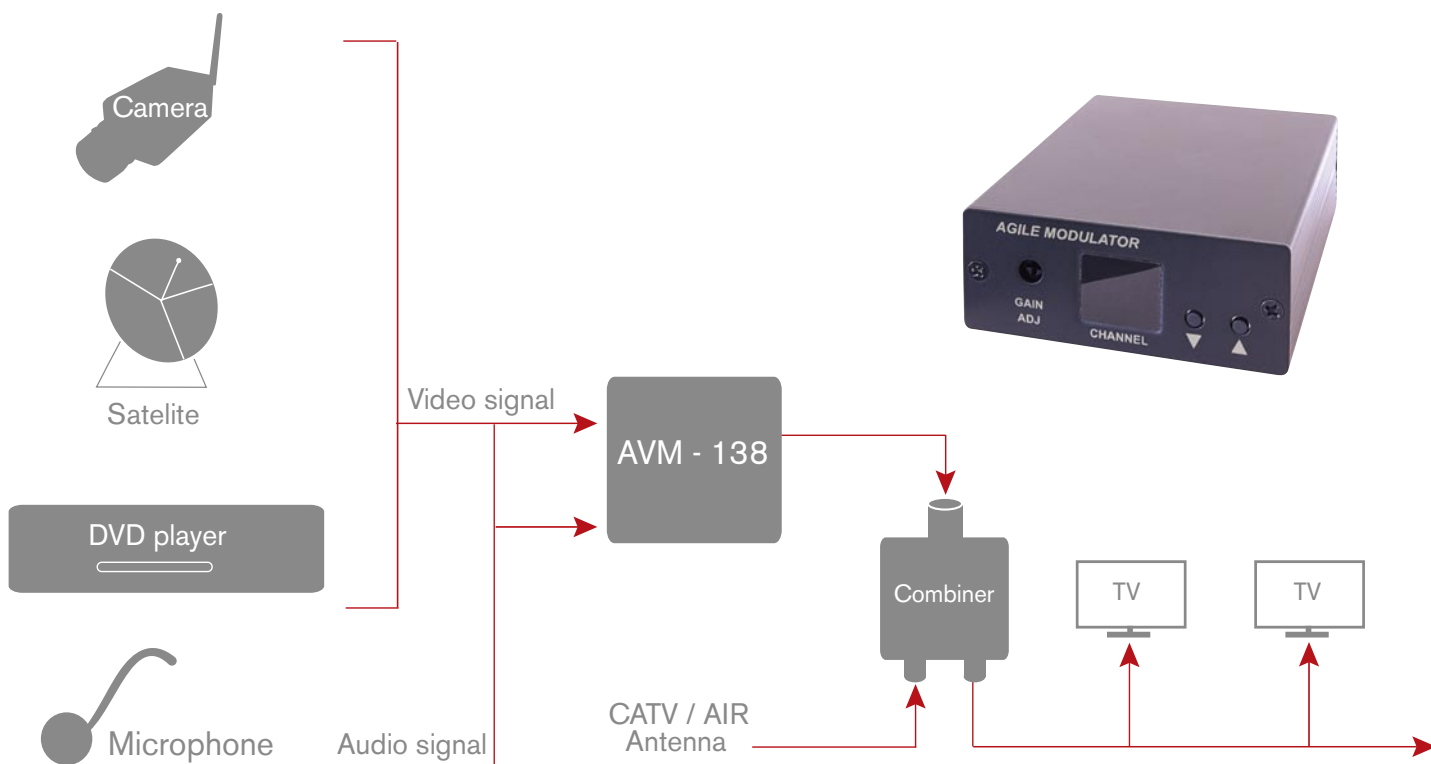 Camera
Satelite
DVD player
Microphone
Video signal
Audio signal
AVM - 138
AGILE MODULATOR
GAIN
ADJ
CHANNEL
Combiner
CATV / AIR
Antenna
TV
TV